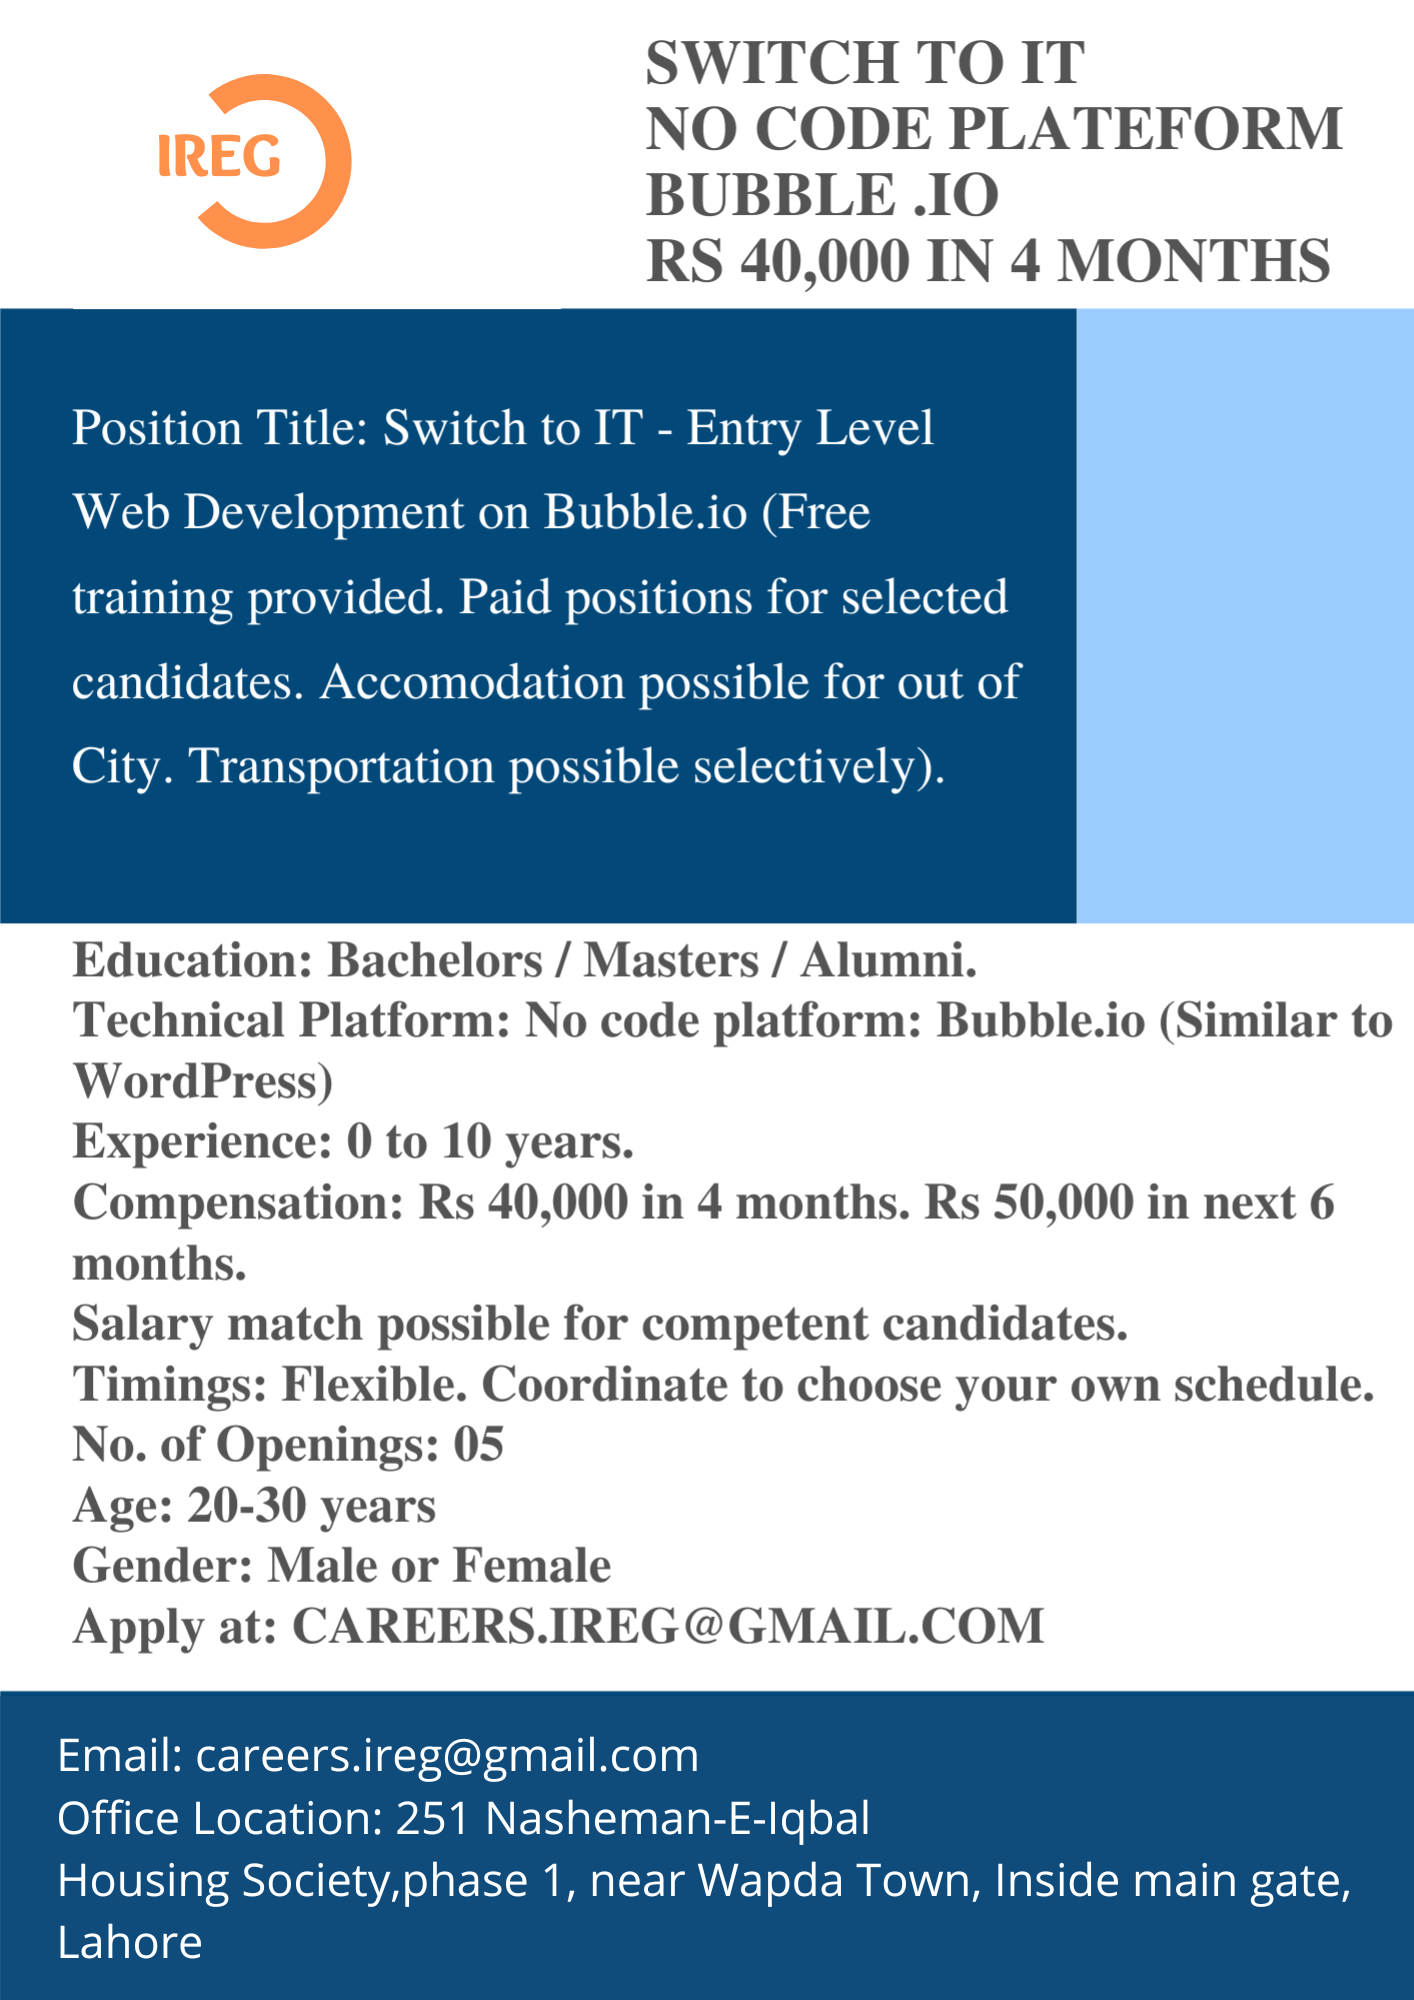 IREG
SWITCH TO IT
NO CODE PLATEFORM
BUBBLE .IO
RS 40,000 IN 4 MONTHS
Position Title: Switch to IT - Entry Level
Web Development on Bubble.io (Free
training provided. Paid positions for selected
candidates. Accomodation possible for out of
City. Transportation possible selectively).
Education: Bachelors / Masters / Alumni.
Technical Platform: No code platform: Bubble.io (Similar to
WordPress)
Experience: 0 to 10 years.
Compensation: Rs 40,000 in 4 months. Rs 50,000 in next 6
months.
Salary match possible for competent candidates.
Timings: Flexible. Coordinate to choose your own schedule.
No. of Openings: 05
Age: 20-30 years
Gender: Male or Female
Apply at: CAREERS.IREG@GMAIL.COM
Email: careers.ireg@gmail.com
Office Location: 251 Nasheman-E-Iqbal
Housing Society,phase 1, near Wapda Town, Inside main gate,
Lahore